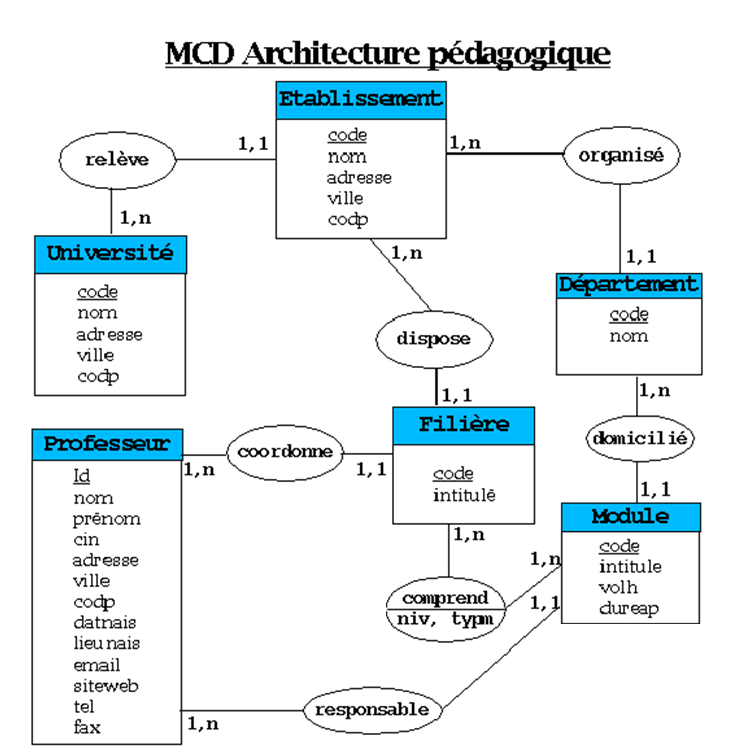 MCD Architecture pédagogique
Etablissement
code
nom
adresse
ville
codp
relève
1,1
1,n
organisé
1,n
1,1
Université
code
nom
adresse
ville
codp
1,n
dispose
1,1
Département
code
nom
1,n
domicilié
1,1
Filière
code
intitulé
Professeur
Id
nom
prénom
cin
adresse
ville
codp
datnais
lieunais
email
siteweb
tel
fax
1,n
coordonne
1,1
Module
code
intitule
volh
dureap
1,n
comprend
niv, typm
1,n
1,1
responsable
1,n